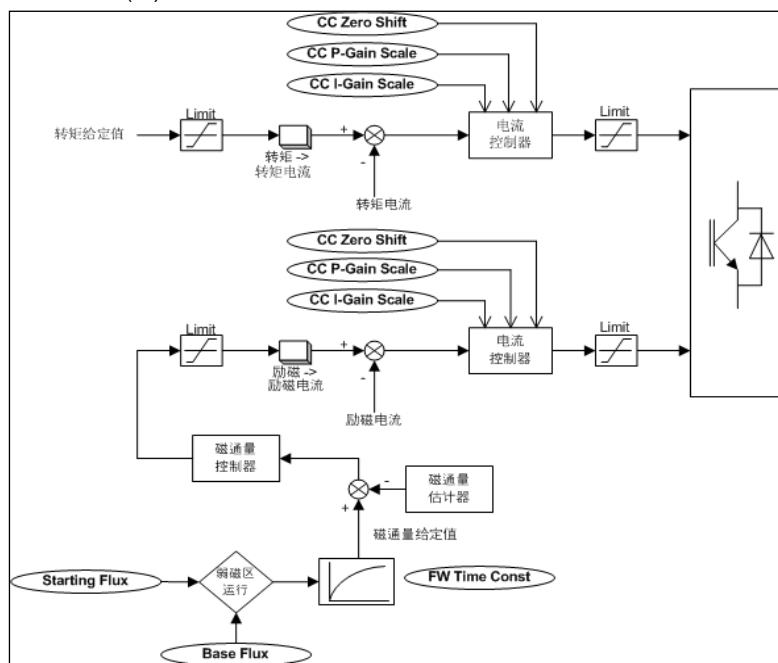 CC Zero Shift
CC P-Gain Scale
CC I-Gain Scale
转矩给定值
Limit
转矩 ->
转矩电流
+
-
转矩电流
电流
控制器
Limit
CC Zero Shift
CC P-Gain Scale
CC I-Gain Scale
Limit
励磁 ->
励磁电流
+
-
励磁电流
电流
控制器
Limit
磁通量
控制器
-
+
磁通量
估计器
磁通量给定值
Starting Flux
弱磁区
运行
FW Time Const
Base Flux